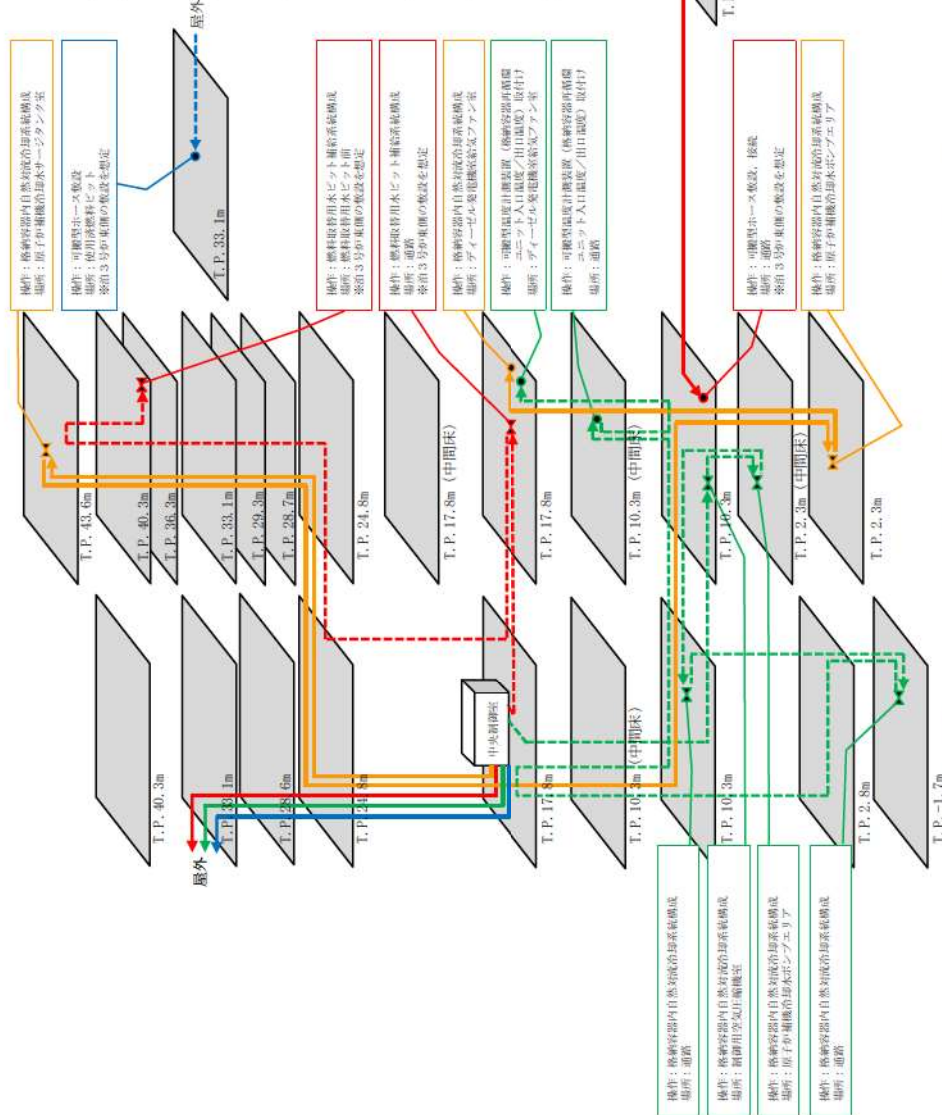 操作：格納容器内自然対流冷却系統構成
場所：原子炉補機冷却水サージタンク室
操作：可搬型ホース敷設
場所：使用済燃料ピット
※泊３号炉東側の敷設を想定
操作：燃料取替用水ピット補給系統構成
場所：燃料取替用水ピット前
※泊３号炉東側の敷設を想定
操作：燃料取替用水ピット補給系統構成
場所：通路
※泊３号炉東側の敷設を想定
操作：格納容器内自然対流冷却系統構成
場所：ディーゼル発電機室給気ファン室
操作：可搬型温度計測装置（格納容器再循環
ユニット入口温度／出口温度）取付け
場所：ディーゼル発電機室給気ファン室
操作：可搬型温度計測装置（格納容器再循環
ユニット入口温度／出口温度）取付け
場所：通路
操作：可搬型ホース敷設、接続
場所：通路
※泊３号炉東側の敷設を想定
操作：格納容器内自然対流冷却系統構成
場所：原子炉補機冷却水ポンプエリア
屋外
T.P.33.1m
T.P.43.6m
T.P.40.3m
T.P.36.3m
T.P.33.1m
T.P.29.3m
T.P.28.7m
T.P.24.8m
T.P.17.8m（中間床）
T.P.17.8m
T.P.10.3m（中間床）
T.P.10.3m
T.P.2.3m（中間床）
T.P.2.3m
屋外
中央制御室
T.P.40.3m
T.P.33.1m
T.P.28.6m
T.P.24.8m
T.P.17.8m
T.P.10.3m（中間床）
T.P.10.3m
T.P.2.8m
T.P.-1.7m
操作：格納容器内自然対流冷却系統構成
場所：通路
操作：格納容器内自然対流冷却系統構成
場所：制御用空気圧縮機室
操作：格納容器内自然対流冷却系統構成
場所：原子炉補機冷却水ポンプエリア
操作：格納容器内自然対流冷却系統構成
場所：通路